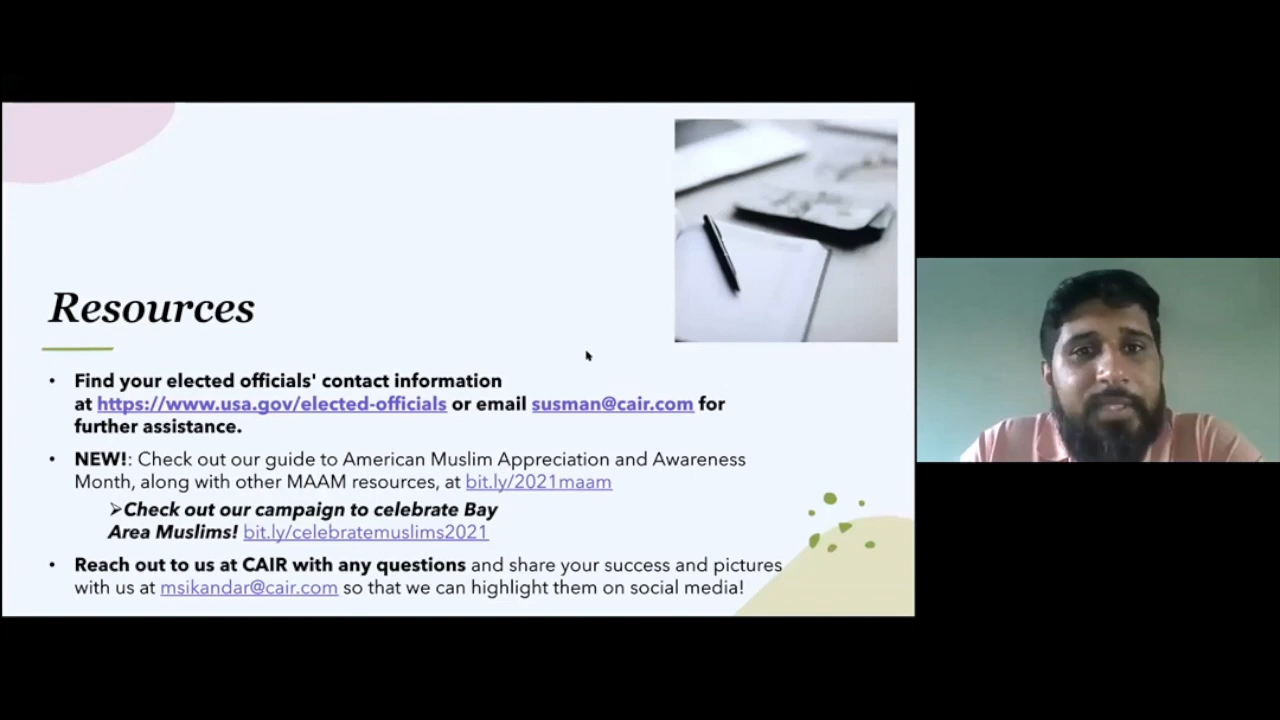 Resources
• Find your elected officials' contact information
at https://www.usa.gov/elected-officials or email susman@cair.com for
further assistance.
• NEW!: Check out our guide to American Muslim Appreciation and Awareness
Month, along with other MAAM resources, at bit.ly/2021maam
➢Check out our campaign to celebrate Bay
Area Muslims! bit.ly/celebratemuslims2021
• Reach out to us at CAIR with any questions and share your success and pictures
with us at msikandar@cair.com so that we can highlight them on social media!